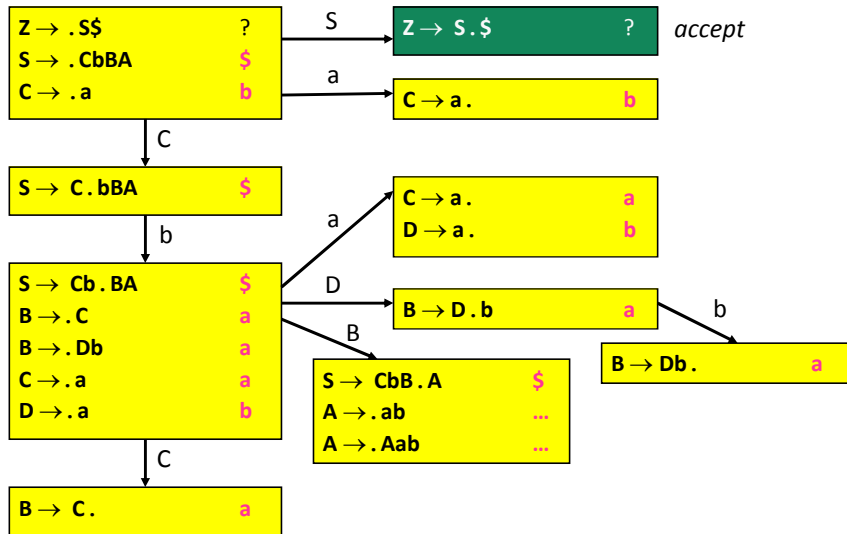 Z → . S$ ?
S → . CbBA $
C → . a b
S
Z → S . $ ?
accept
a
C → a . b
C
S → C . bBA $
b
S → Cb . BA $
B → . C a
B → . Db a
C → . a a
D → . a b
a
C → a . a
D → a . b
D
B → D . b a
b
B → Db . a
B
S → CbB . A $
A → . ab ...
A → . Aab ...
C
B → C . a